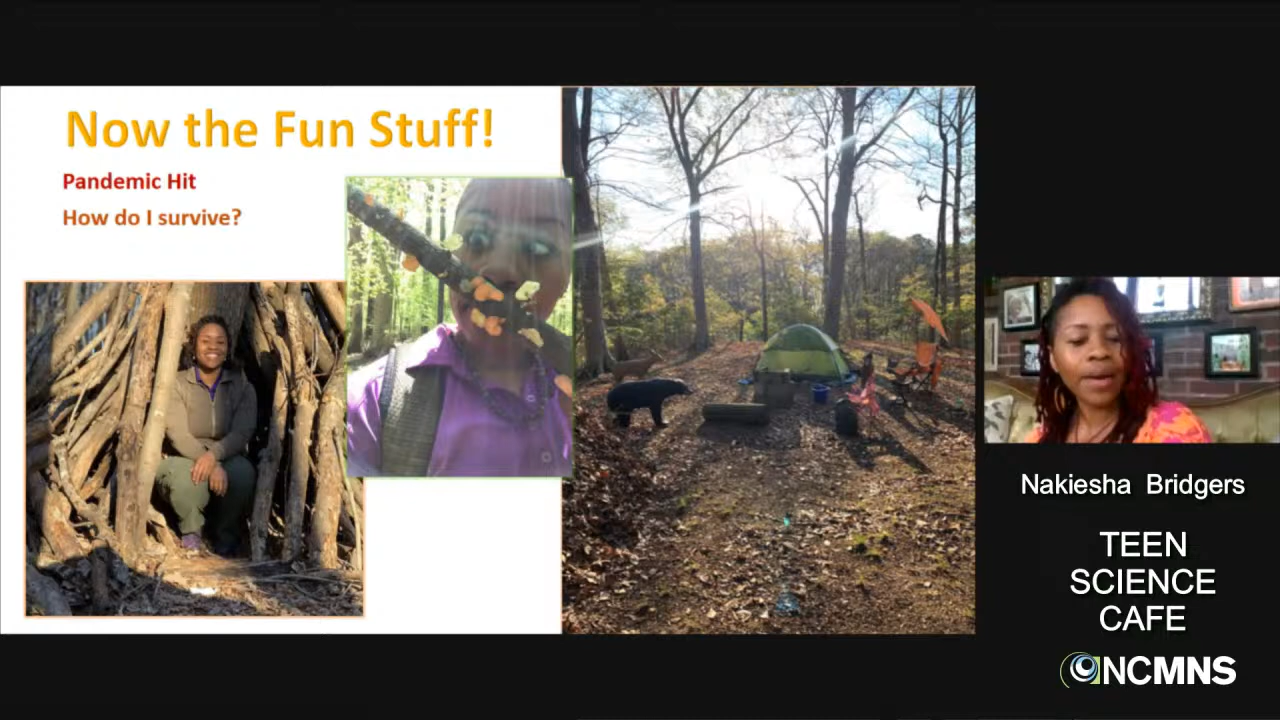 Now the Fun Stuff!
Pandemic Hit
How do I survive?
Nakiesha Bridgers
TEEN
SCIENCE
CAFE
NCMNS